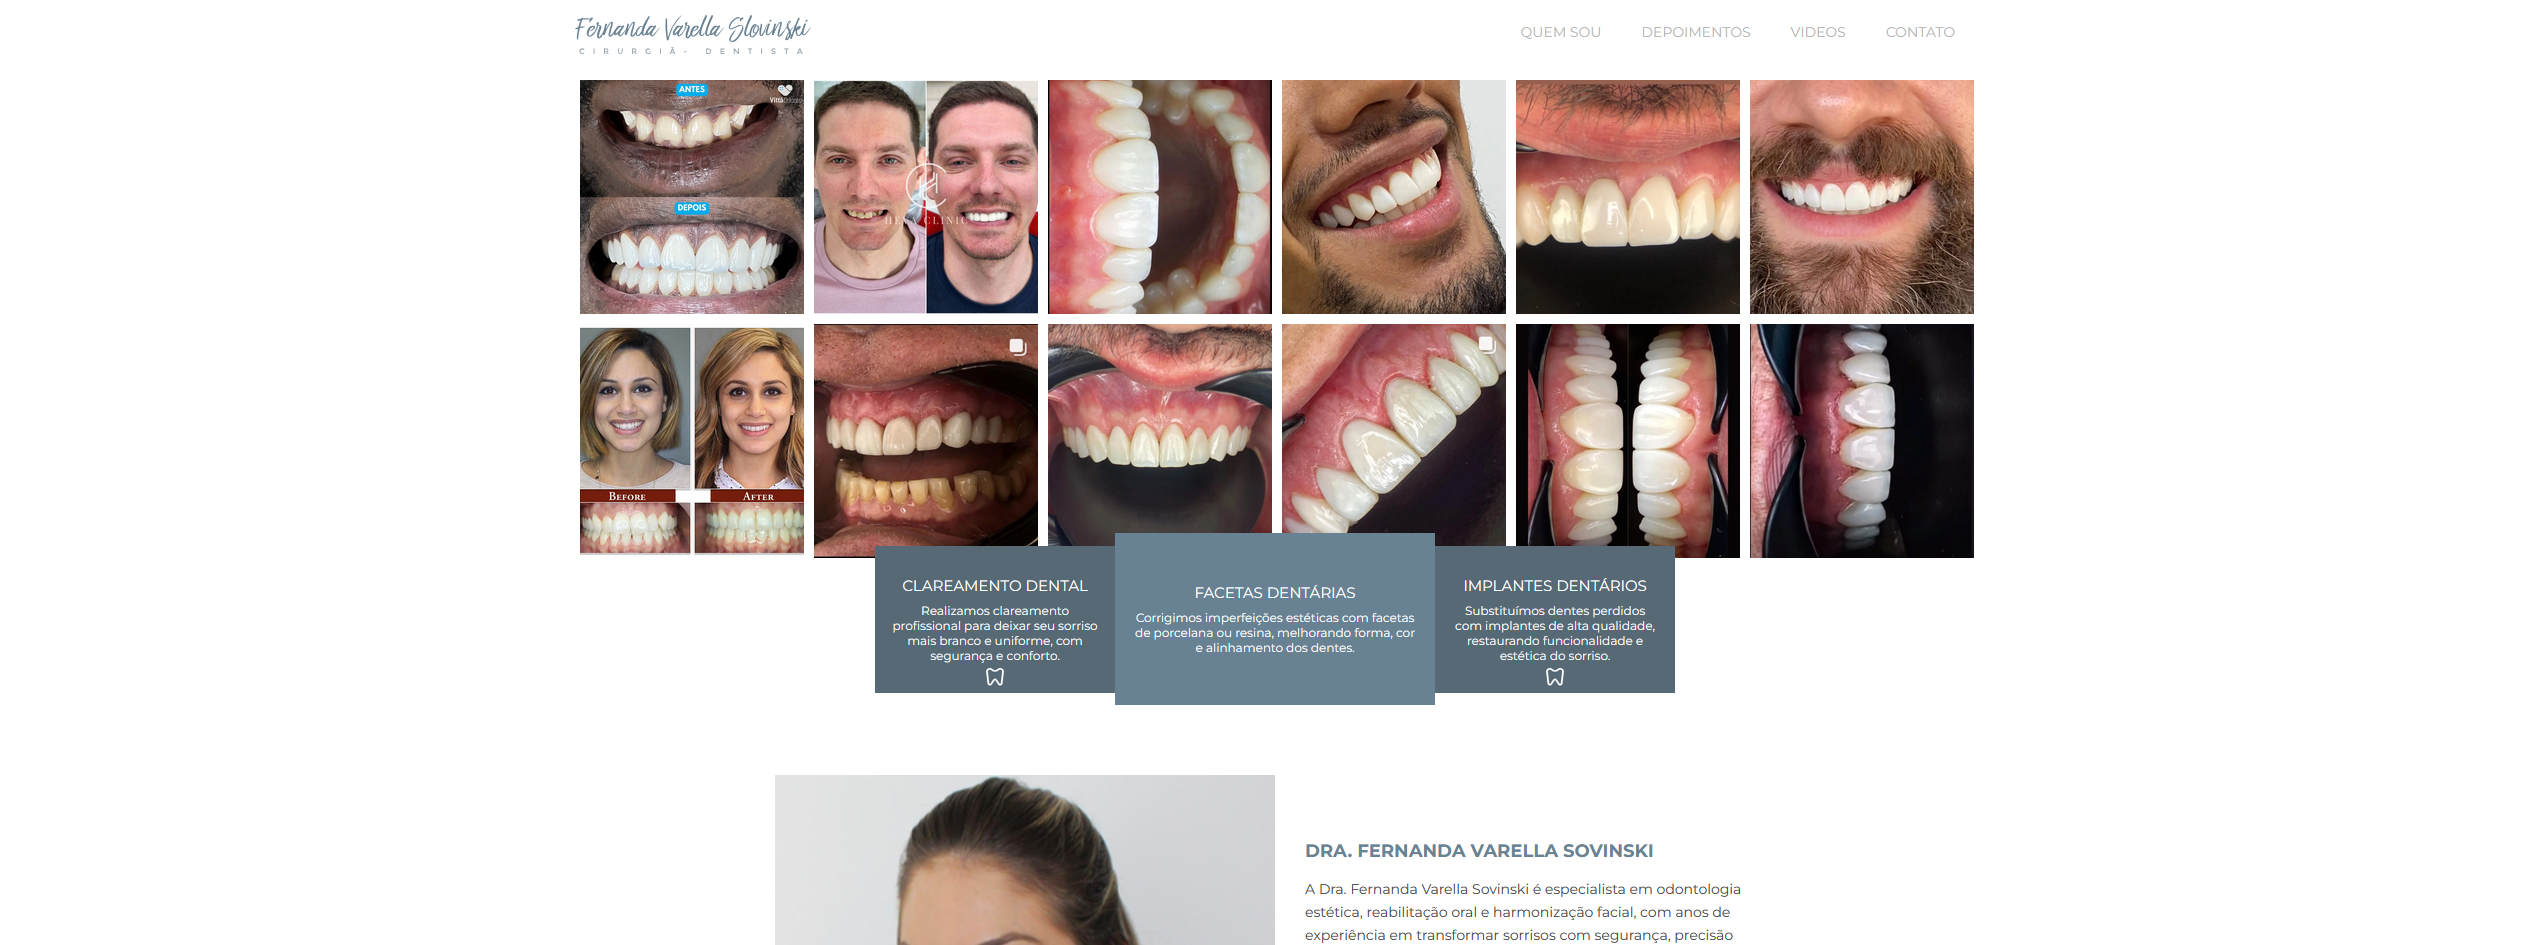 Fernanda Varella Slovinski
CIRURGIÃ- DENTISTA
QUEM SOU
DEPOIMENTOS
VIDEOS
CONTATO
ANTES
DEPOIS
BEFORE
AFTER
CLAREAMENTO DENTAL
Realizamos clareamento
profissional para deixar seu sorriso
mais branco e uniforme, com
segurança e conforto.
FACETAS DENTÁRIAS
Corrigimos imperfeições estéticas com facetas
de porcelana ou resina, melhorando forma, cor
e alinhamento dos dentes.
IMPLANTES DENTÁRIOS
Substituímos dentes perdidos
com implantes de alta qualidade,
restaurando funcionalidade e
estética do sorriso.
DRA. FERNANDA VARELLA SOVINSKI
A Dra. Fernanda Varella Sovinski é especialista em odontologia
estética, reabilitação oral e harmonização facial, com anos de
experiência em transformar sorrisos com segurança, precisão